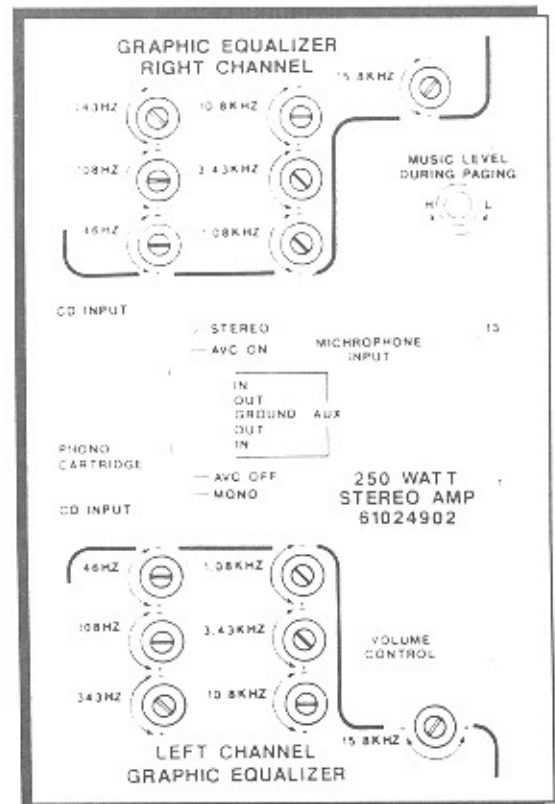 GRAPHIC EQUALIZER
RIGHT CHANNEL
15.8KHZ
343HZ
10.8KHZ
108HZ
3.43KHZ
MUSIC LEVEL
DURING PAGING
H L
46HZ
1.08KHZ
CD INPUT
STEREO
AVC ON
MICHROPHONE
INPUT
13
IN
OUT
GROUND AUX
OUT
IN
PHONO
CARTRIDGE
AVC OFF
MONO
CD INPUT
250 WATT
STEREO AMP
61024902
46HZ
1.08KHZ
108HZ
3.43KHZ
VOLUME
CONTROL
343HZ
10.8KHZ
15.8KHZ
LEFT CHANNEL
GRAPHIC EQUALIZER